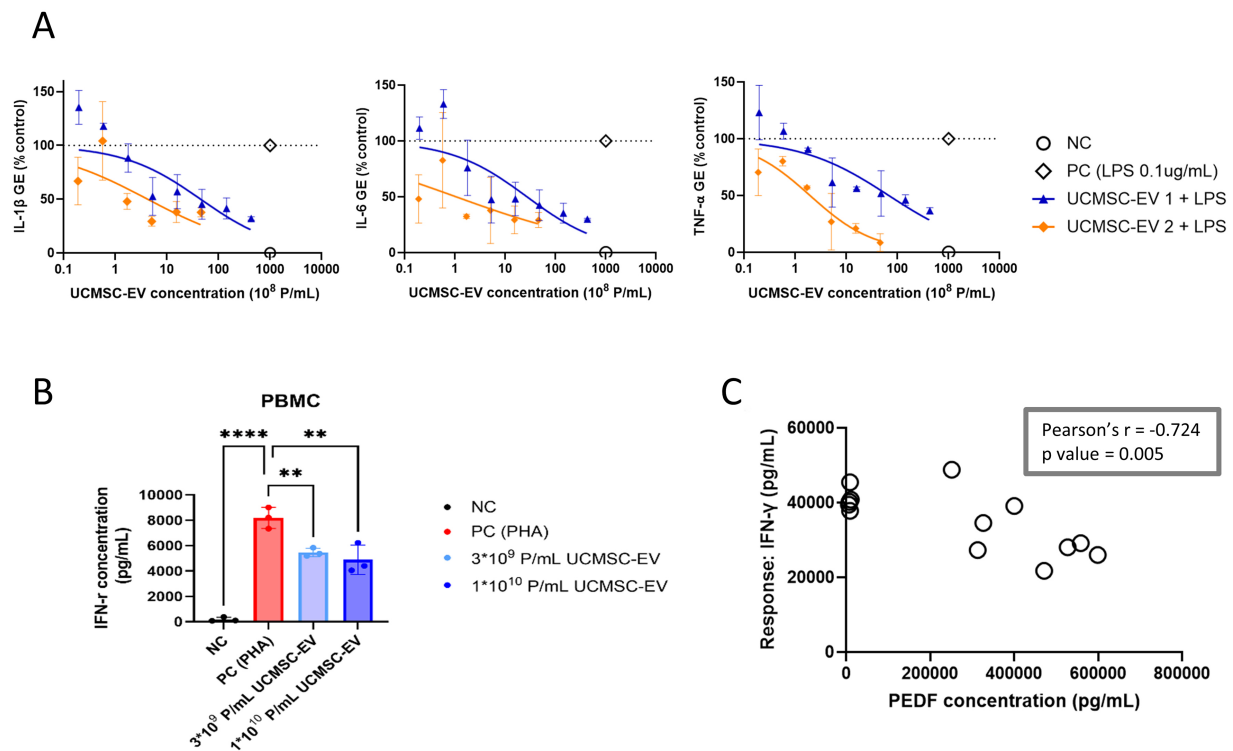 A
IL-1β GE (% control)
150
100
50
0
0.1 1 10 100 1000 10000
UCMSC-EV concentration (10⁸ P/mL)
IL-6 GE (% control)
150
100
50
0
0.1 1 10 100 1000 10000
UCMSC-EV concentration (10⁸ P/mL)
TNF-α GE (% control)
150
100
50
0
0.1 1 10 100 1000 10000
UCMSC-EV concentration (10⁸ P/mL)
NC
PC (LPS 0.1ug/mL)
UCMSC-EV 1 + LPS
UCMSC-EV 2 + LPS
B
PBMC
**** **
**
IFN-r concentration
(pg/mL)
10000
8000
6000
4000
2000
0
NC
PC (PHA)
3*10⁹ P/mL UCMSC-EV
1*10¹⁰ P/mL UCMSC-EV
NC
PC (PHA)
3*10⁹ P/mL UCMSC-EV
1*10¹⁰ P/mL UCMSC-EV
C
Pearson's r = -0.724
p value = 0.005
Response: IFN-γ (pg/mL)
60000
40000
20000
0
0 200000 400000 600000 800000
PEDF concentration (pg/mL)